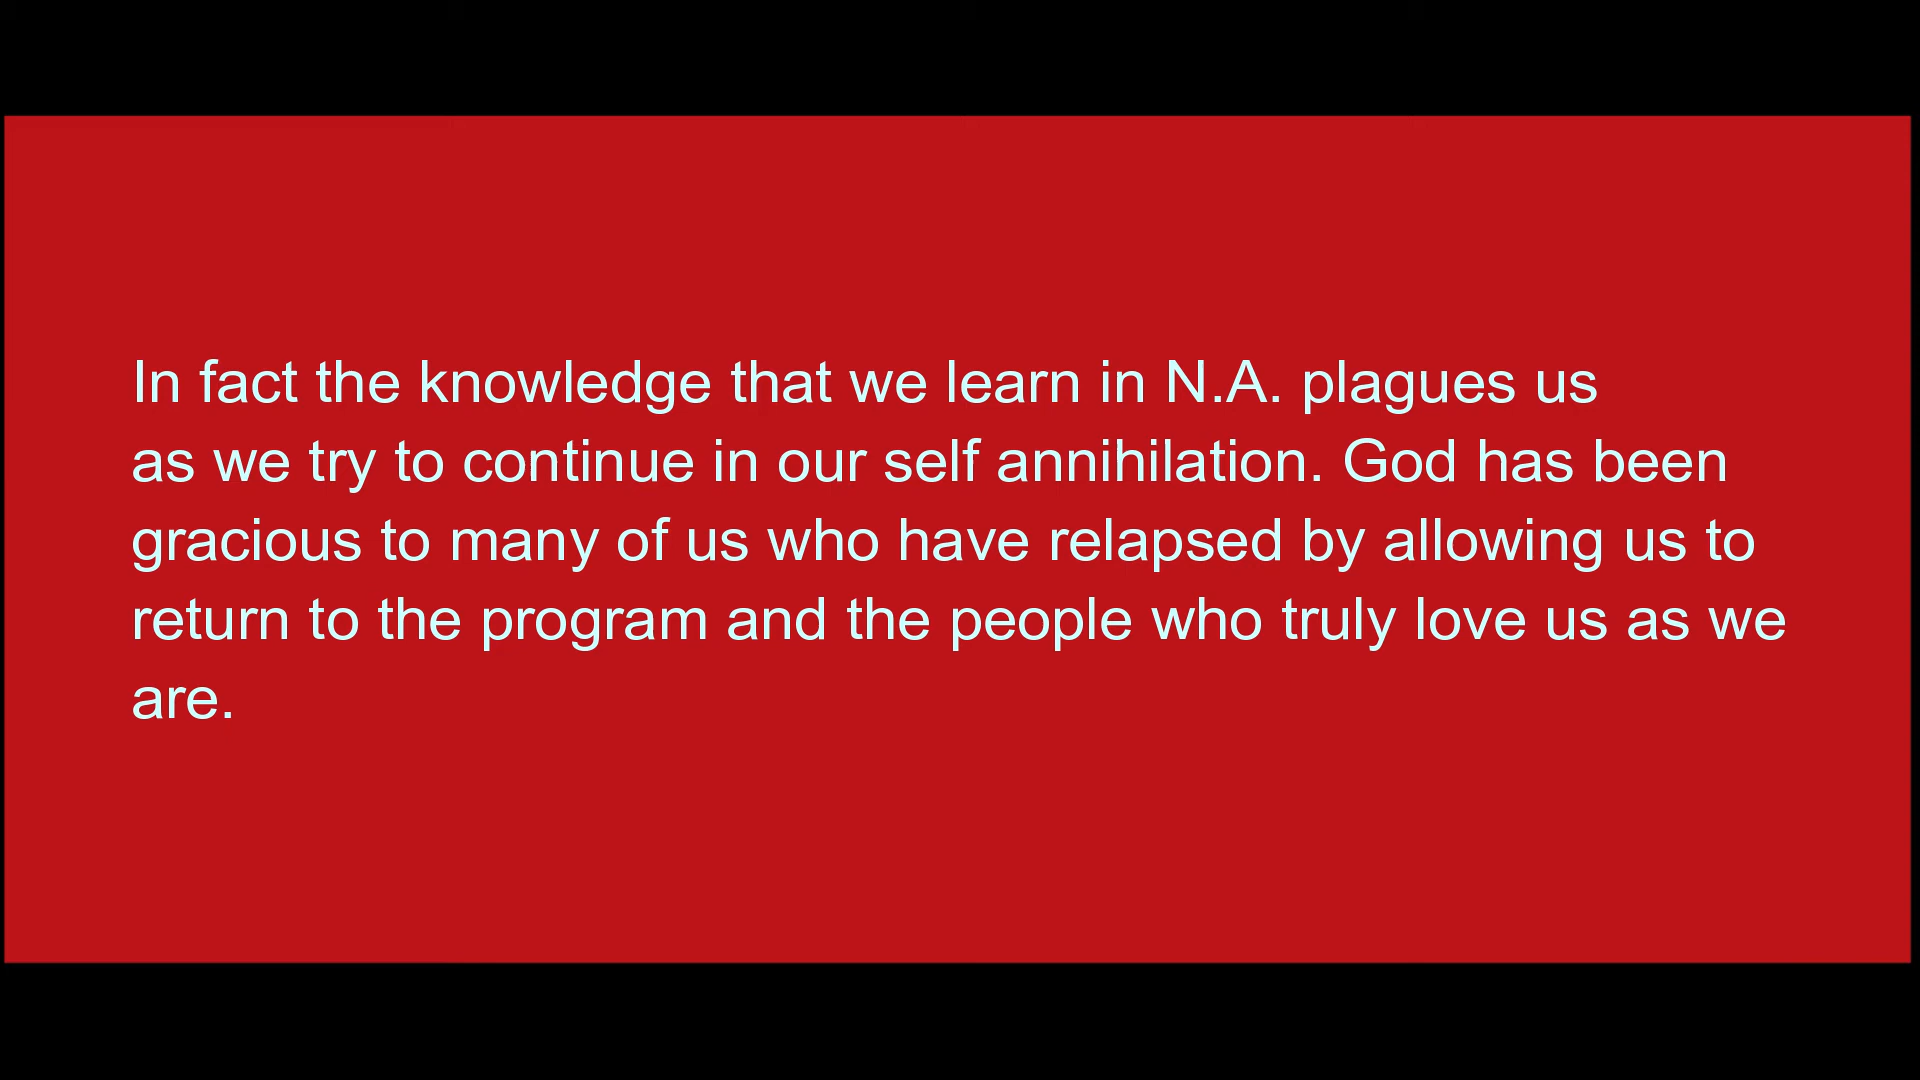 In fact the knowledge that we learn in N.A. plagues us
as we try to continue in our self annihilation. God has been
gracious to many of us who have relapsed by allowing us to
return to the program and the people who truly love us as we
are.